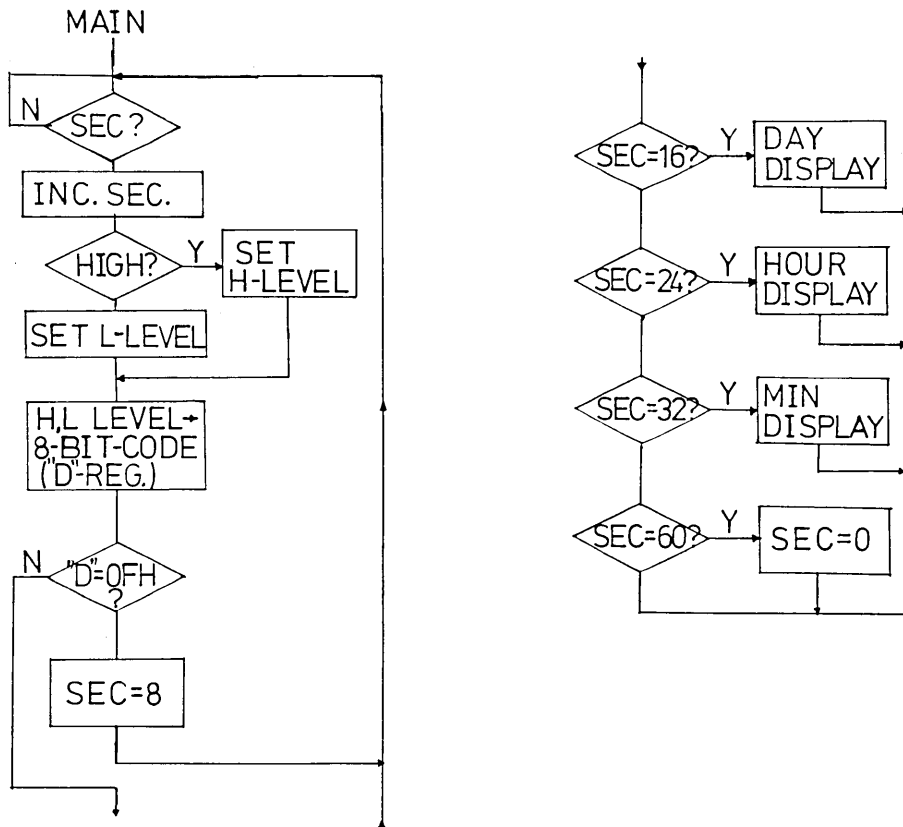 MAIN
N
SEC?
INC. SEC.
HIGH?
Y
SET
H-LEVEL
SET L-LEVEL
H,L LEVEL→
8-BIT-CODE
("D"-REG.)
N
"D"=0FH
?
SEC=8
SEC=16?
Y
DAY
DISPLAY
SEC=24?
Y
HOUR
DISPLAY
SEC=32?
Y
MIN
DISPLAY
SEC=60?
Y
SEC=0